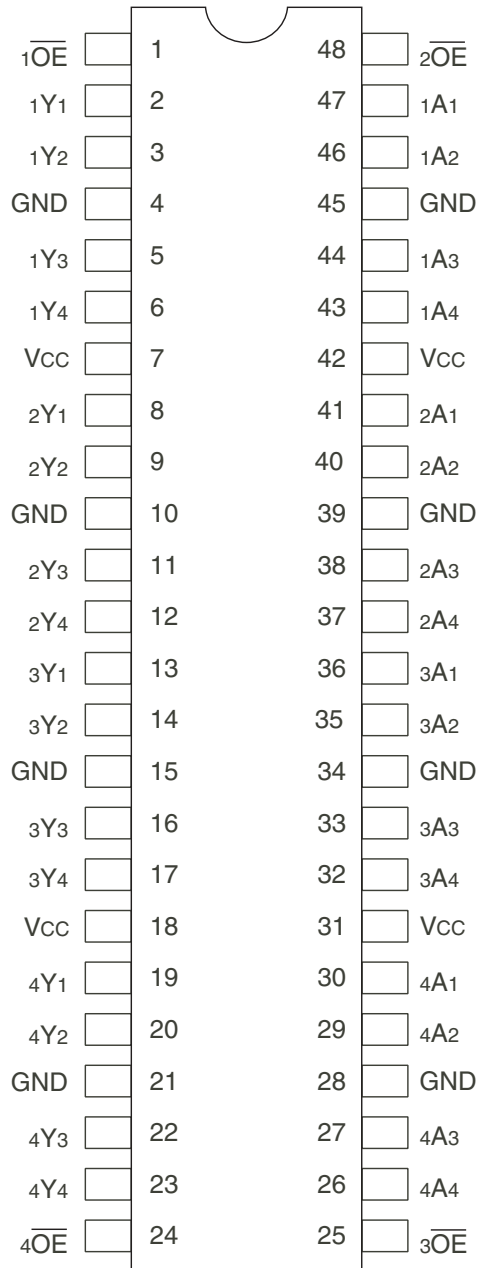 1O̅E̅ 1 48 2O̅E̅
1Y1 2 47 1A1
1Y2 3 46 1A2
GND 4 45 GND
1Y3 5 44 1A3
1Y4 6 43 1A4
VCC 7 42 VCC
2Y1 8 41 2A1
2Y2 9 40 2A2
GND 10 39 GND
2Y3 11 38 2A3
2Y4 12 37 2A4
3Y1 13 36 3A1
3Y2 14 35 3A2
GND 15 34 GND
3Y3 16 33 3A3
3Y4 17 32 3A4
VCC 18 31 VCC
4Y1 19 30 4A1
4Y2 20 29 4A2
GND 21 28 GND
4Y3 22 27 4A3
4Y4 23 26 4A4
4O̅E̅ 24 25 3O̅E̅